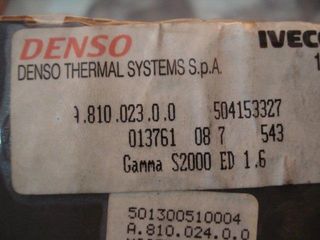 DENSO IVECO
DENSO THERMAL SYSTEMS S.p.A.
A.810.023.0.0 504153327
013761 08 7 543
Gamma S2000 ED 1.6
501300510004
A.810.024.0.0